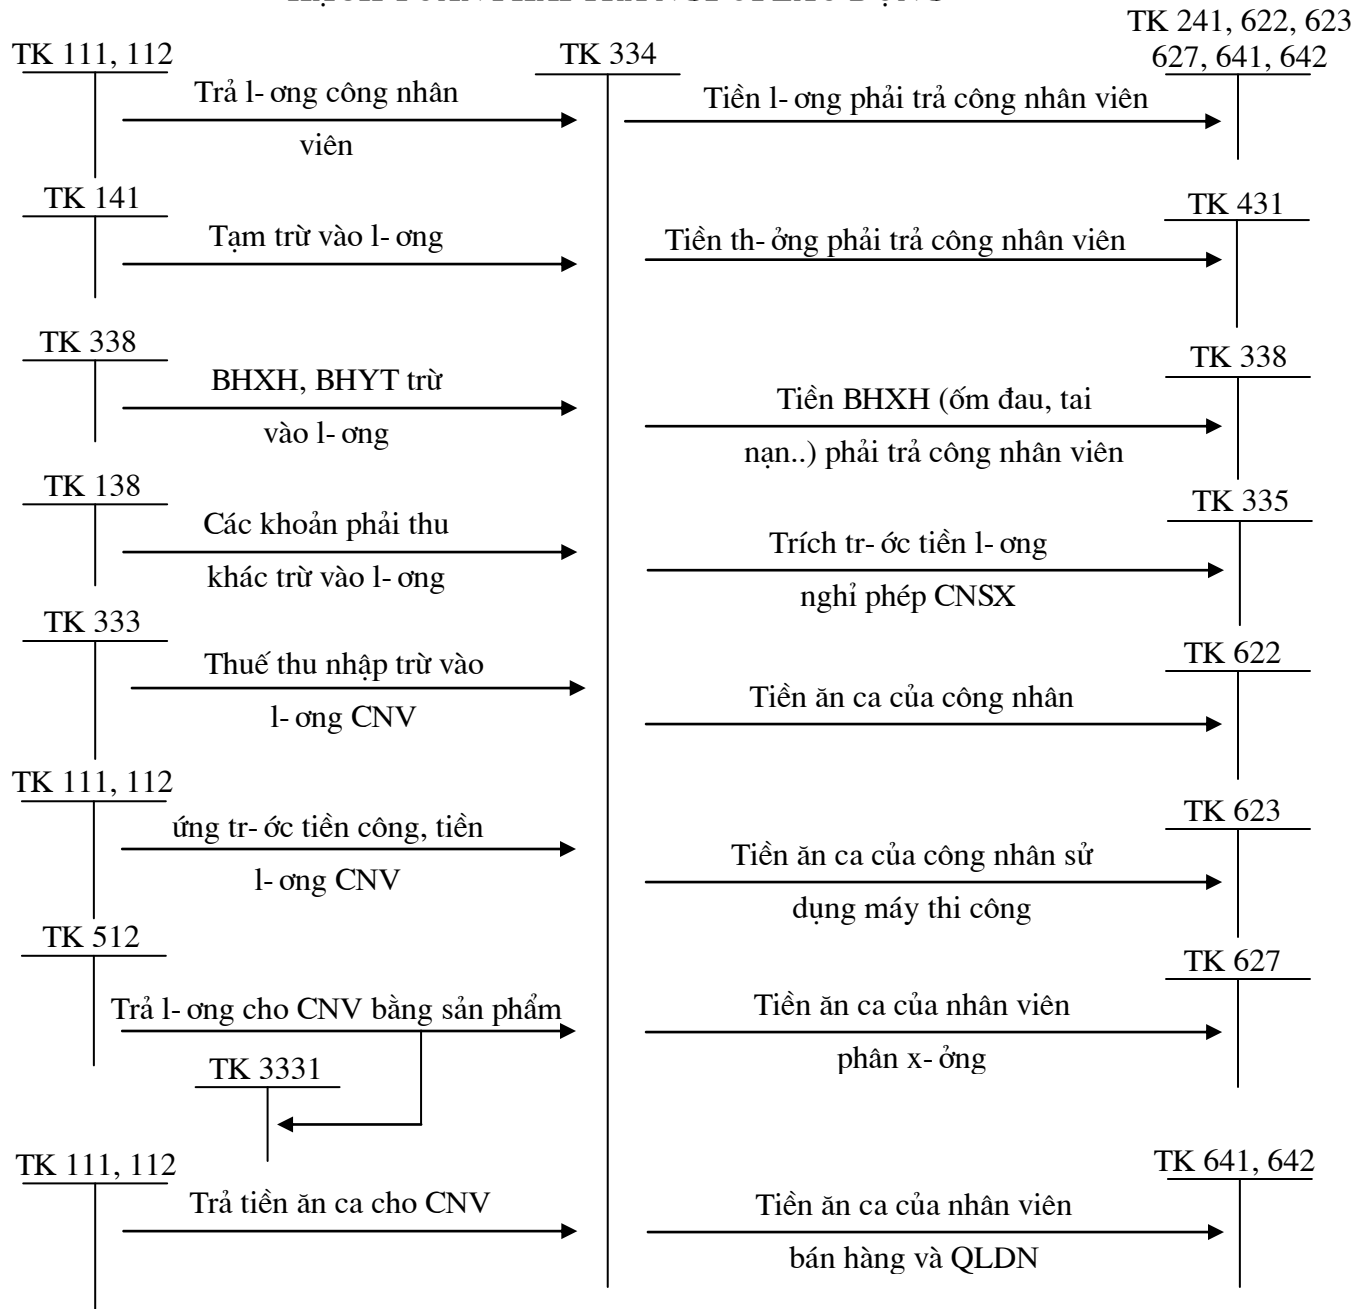 TK 241, 622, 623
TK 111, 112
TK 334
627, 641, 642
Trả l- ơng công nhân
viên
Tiền l- ơng phải trả công nhân viên
TK 141
TK 431
Tạm trừ vào l- ơng
Tiền th- ởng phải trả công nhân viên
TK 338
TK 338
BHXH, BHYT trừ
vào l- ơng
Tiền BHXH (ốm đau, tai
nạn..) phải trả công nhân viên
TK 138
TK 335
Các khoản phải thu
khác trừ vào l- ơng
Trích tr- ớc tiền l- ơng
nghỉ phép CNSX
TK 333
TK 622
Thuế thu nhập trừ vào
l- ơng CNV
Tiền ăn ca của công nhân
TK 111, 112
TK 623
ứng tr- ớc tiền công, tiền
l- ơng CNV
Tiền ăn ca của công nhân sử
dụng máy thi công
TK 512
TK 627
Trả l- ơng cho CNV bằng sản phẩm
Tiền ăn ca của nhân viên
phân x- ởng
TK 3331
TK 111, 112
TK 641, 642
Trả tiền ăn ca cho CNV
Tiền ăn ca của nhân viên
bán hàng và QLDN